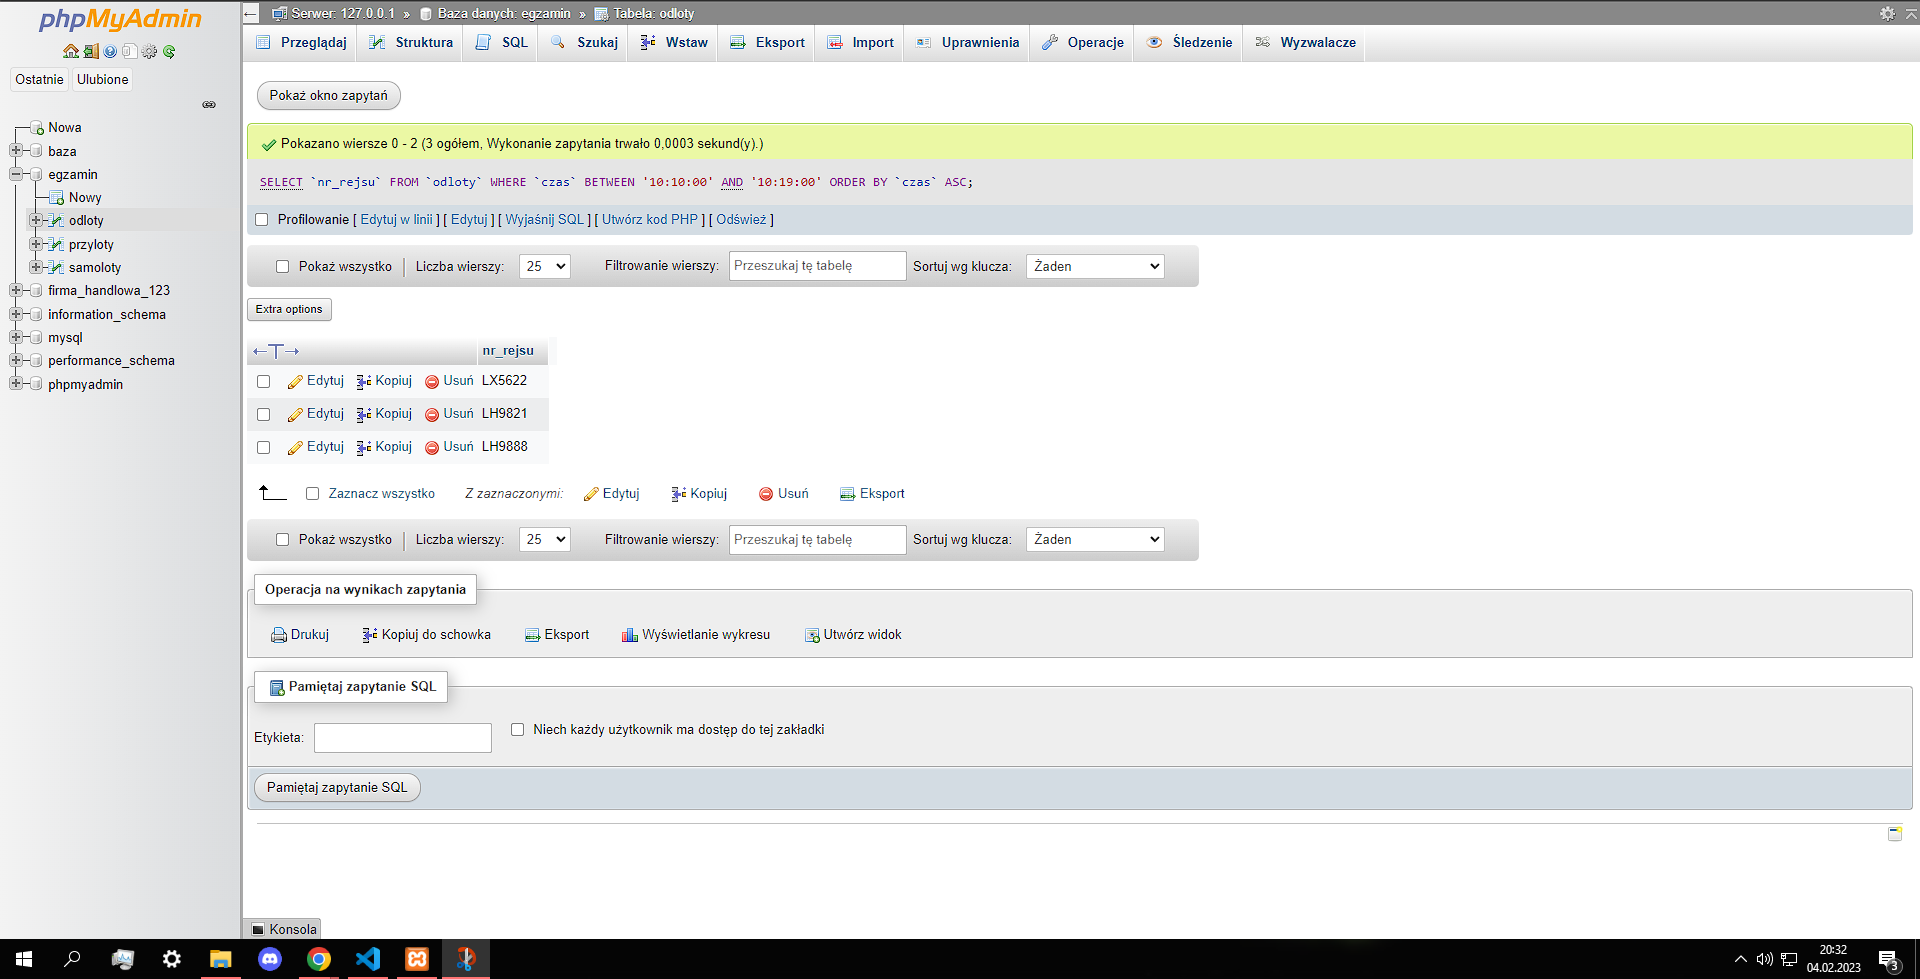 phpMyAdmin
Ostatnie Ulubione
Nowa
baza
egzamin
Nowy
odloty
przyloty
samoloty
firma_handlowa_123
information_schema
mysql
performance_schema
phpmyadmin
Serwer: 127.0.0.1 » Baza danych: egzamin » Tabela: odloty
Przeglądaj Struktura SQL Szukaj Wstaw Eksport Import Uprawnienia Operacje Śledzenie Wyzwalacze
Pokaż okno zapytań
Pokazano wiersze 0 - 2 (3 ogółem, Wykonanie zapytania trwało 0,0003 sekund(y).)
SELECT `nr_rejsu` FROM `odloty` WHERE `czas` BETWEEN '10:10:00' AND '10:19:00' ORDER BY `czas` ASC;
Profilowanie [ Edytuj w linii ] [ Edytuj ] [ Wyjaśnij SQL ] [ Utwórz kod PHP ] [ Odśwież ]
Pokaż wszystko Liczba wierszy: 25 Filtrowanie wierszy: Przeszukaj tę tabelę Sortuj wg klucza: Żaden
Extra options
←T→ nr_rejsu
Edytuj Kopiuj Usuń LX5622
Edytuj Kopiuj Usuń LH9821
Edytuj Kopiuj Usuń LH9888
Zaznacz wszystko Z zaznaczonymi: Edytuj Kopiuj Usuń Eksport
Pokaż wszystko Liczba wierszy: 25 Filtrowanie wierszy: Przeszukaj tę tabelę Sortuj wg klucza: Żaden
Operacja na wynikach zapytania
Drukuj Kopiuj do schowka Eksport Wyświetlanie wykresu Utwórz widok
Pamiętaj zapytanie SQL
Etykieta: Niech każdy użytkownik ma dostęp do tej zakładki
Pamiętaj zapytanie SQL
Konsola
20:32
04.02.2023
3